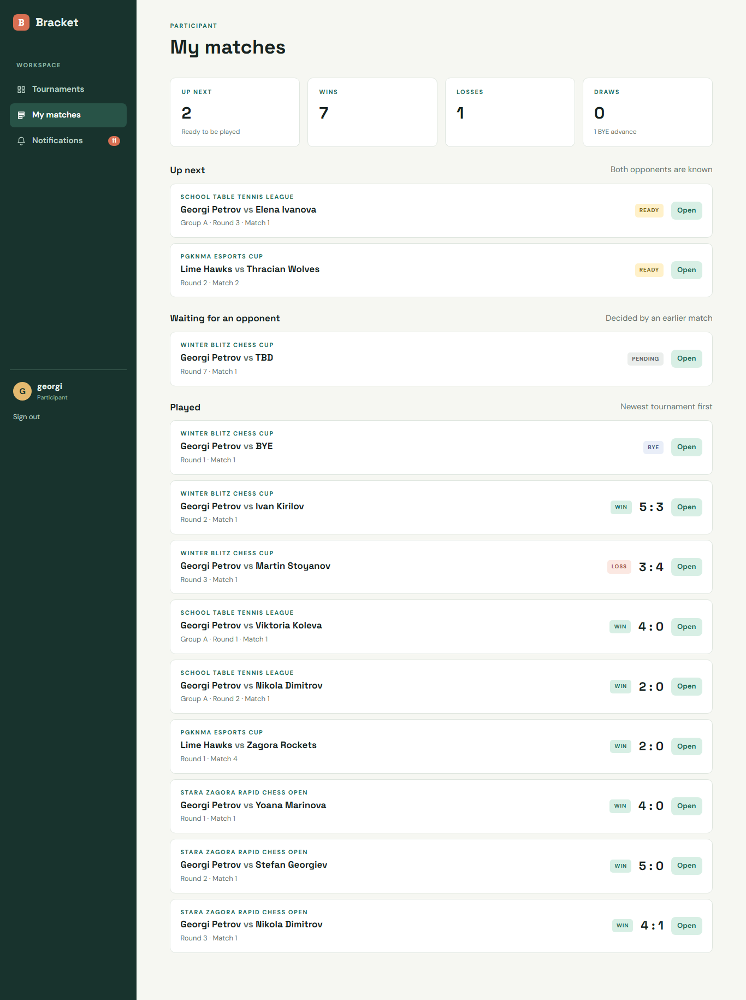 B Bracket
WORKSPACE
Tournaments
My matches
Notifications 11
georgi
G
Participant
Sign out
PARTICIPANT
My matches
UP NEXT
2
Ready to be played
WINS
7
LOSSES
1
DRAWS
0
1 BYE advance
Up next Both opponents are known
SCHOOL TABLE TENNIS LEAGUE
Georgi Petrov vs Elena Ivanova
Group A · Round 3 · Match 1
READY Open
PGKNMA ESPORTS CUP
Lime Hawks vs Thracian Wolves
Round 2 · Match 2
READY Open
Waiting for an opponent Decided by an earlier match
WINTER BLITZ CHESS CUP
Georgi Petrov vs TBD
Round 7 · Match 1
PENDING Open
Played Newest tournament first
WINTER BLITZ CHESS CUP
Georgi Petrov vs BYE
Round 1 · Match 1
BYE Open
WINTER BLITZ CHESS CUP
Georgi Petrov vs Ivan Kirilov
Round 2 · Match 1
WIN 5 : 3 Open
WINTER BLITZ CHESS CUP
Georgi Petrov vs Martin Stoyanov
Round 3 · Match 1
LOSS 3 : 4 Open
SCHOOL TABLE TENNIS LEAGUE
Georgi Petrov vs Viktoria Koleva
Group A · Round 1 · Match 1
WIN 4 : 0 Open
SCHOOL TABLE TENNIS LEAGUE
Georgi Petrov vs Nikola Dimitrov
Group A · Round 2 · Match 1
WIN 2 : 0 Open
PGKNMA ESPORTS CUP
Lime Hawks vs Zagora Rockets
Round 1 · Match 4
WIN 2 : 0 Open
STARA ZAGORA RAPID CHESS OPEN
Georgi Petrov vs Yoana Marinova
Round 1 · Match 1
WIN 4 : 0 Open
STARA ZAGORA RAPID CHESS OPEN
Georgi Petrov vs Stefan Georgiev
Round 2 · Match 1
WIN 5 : 0 Open
STARA ZAGORA RAPID CHESS OPEN
Georgi Petrov vs Nikola Dimitrov
Round 3 · Match 1
WIN 4 : 1 Open